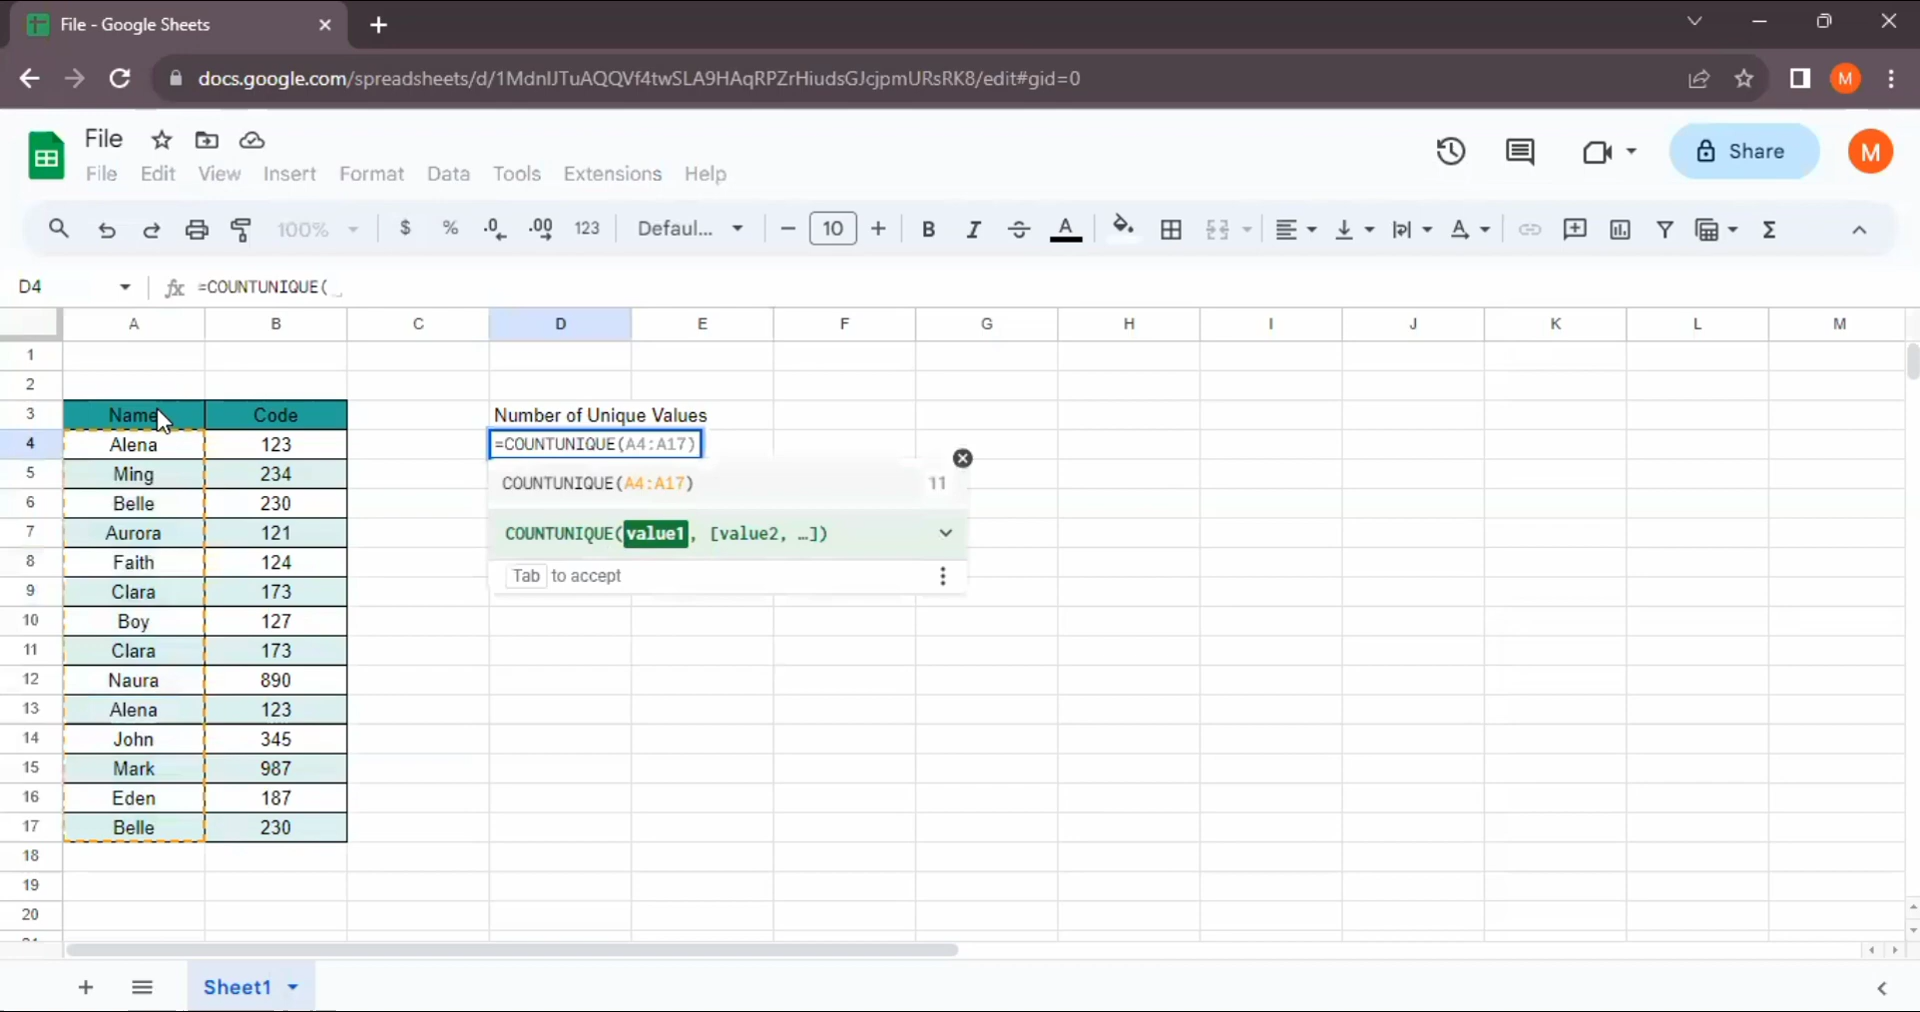 File - Google Sheets
docs.google.com/spreadsheets/d/1MdnIJTuAQQVf4twSLA9HAqRPZrHiudsGJcjpmURsRK8/edit#gid=0
M
File
File Edit View Insert Format Data Tools Extensions Help
Share
M
100% $ % .0 .00 123 Defaul... 10 B I A
D4 fx =COUNTUNIQUE(
A B C D E F G H I J K L M
1
2
3 Name Code Number of Unique Values
4 Alena 123 =COUNTUNIQUE(A4:A17)
5 Ming 234 COUNTUNIQUE(A4:A17) 11
6 Belle 230
7 Aurora 121 COUNTUNIQUE(value1, [value2, …])
8 Faith 124 Tab to accept
9 Clara 173
10 Boy 127
11 Clara 173
12 Naura 890
13 Alena 123
14 John 345
15 Mark 987
16 Eden 187
17 Belle 230
18
19
20
Sheet1